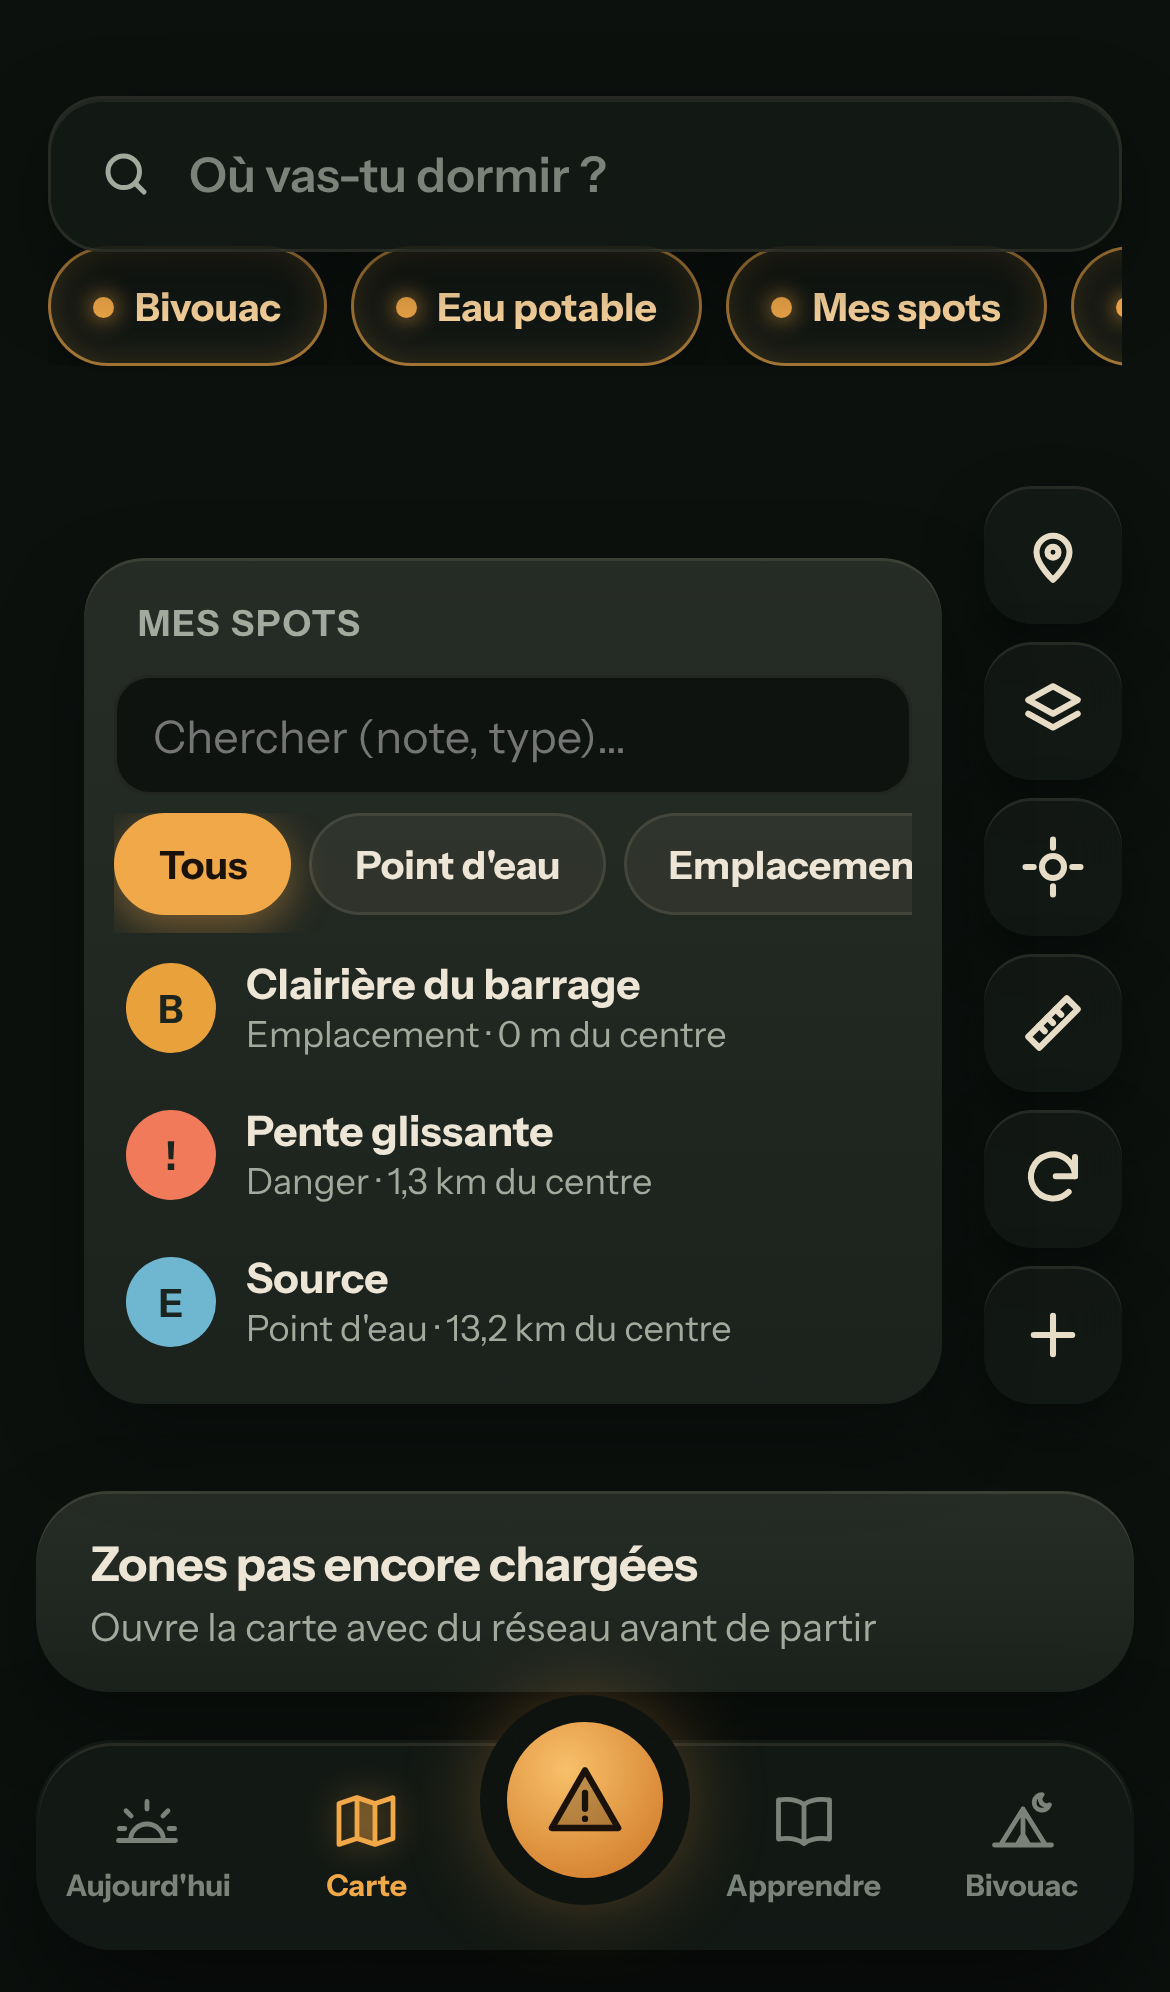 Où vas-tu dormir ?
Bivouac
Eau potable
Mes spots
MES SPOTS
Chercher (note, type)...
Tous
Point d'eau
Emplacemen
B
Clairière du barrage
Emplacement · 0 m du centre
!
Pente glissante
Danger · 1,3 km du centre
E
Source
Point d'eau · 13,2 km du centre
Zones pas encore chargées
Ouvre la carte avec du réseau avant de partir
Aujourd'hui
Carte
Apprendre
Bivouac